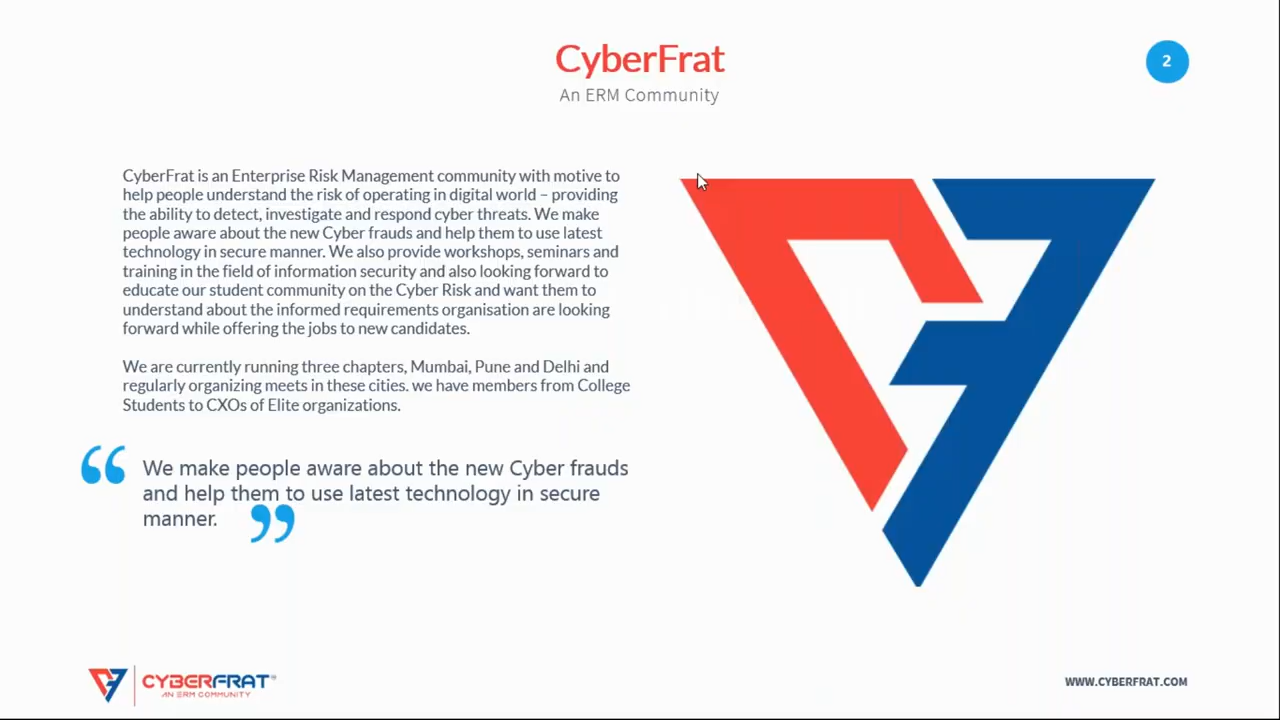 CyberFrat
An ERM Community
2
CyberFrat is an Enterprise Risk Management community with motive to
help people understand the risk of operating in digital world – providing
the ability to detect, investigate and respond cyber threats. We make
people aware about the new Cyber frauds and help them to use latest
technology in secure manner. We also provide workshops, seminars and
training in the field of information security and also looking forward to
educate our student community on the Cyber Risk and want them to
understand about the informed requirements organisation are looking
forward while offering the jobs to new candidates.
We are currently running three chapters, Mumbai, Pune and Delhi and
regularly organizing meets in these cities. we have members from College
Students to CXOs of Elite organizations.
“ We make people aware about the new Cyber frauds
and help them to use latest technology in secure
manner. ”
CYBERFRAT™
AN ERM COMMUNITY
WWW.CYBERFRAT.COM